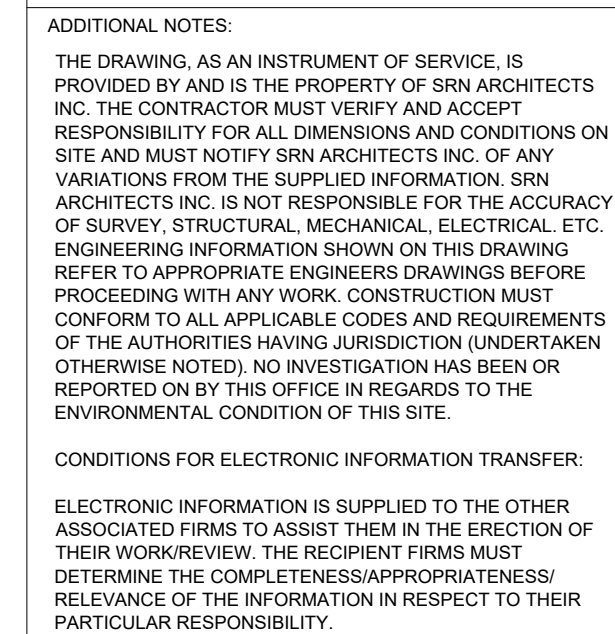 ADDITIONAL NOTES:
THE DRAWING, AS AN INSTRUMENT OF SERVICE, IS
PROVIDED BY AND IS THE PROPERTY OF SRN ARCHITECTS
INC. THE CONTRACTOR MUST VERIFY AND ACCEPT
RESPONSIBILITY FOR ALL DIMENSIONS AND CONDITIONS ON
SITE AND MUST NOTIFY SRN ARCHITECTS INC. OF ANY
VARIATIONS FROM THE SUPPLIED INFORMATION. SRN
ARCHITECTS INC. IS NOT RESPONSIBLE FOR THE ACCURACY
OF SURVEY, STRUCTURAL, MECHANICAL, ELECTRICAL. ETC.
ENGINEERING INFORMATION SHOWN ON THIS DRAWING
REFER TO APPROPRIATE ENGINEERS DRAWINGS BEFORE
PROCEEDING WITH ANY WORK. CONSTRUCTION MUST
CONFORM TO ALL APPLICABLE CODES AND REQUIREMENTS
OF THE AUTHORITIES HAVING JURISDICTION (UNDERTAKEN
OTHERWISE NOTED). NO INVESTIGATION HAS BEEN OR
REPORTED ON BY THIS OFFICE IN REGARDS TO THE
ENVIRONMENTAL CONDITION OF THIS SITE.
CONDITIONS FOR ELECTRONIC INFORMATION TRANSFER:
ELECTRONIC INFORMATION IS SUPPLIED TO THE OTHER
ASSOCIATED FIRMS TO ASSIST THEM IN THE ERECTION OF
THEIR WORK/REVIEW. THE RECIPIENT FIRMS MUST
DETERMINE THE COMPLETENESS/APPROPRIATENESS/
RELEVANCE OF THE INFORMATION IN RESPECT TO THEIR
PARTICULAR RESPONSIBILITY.